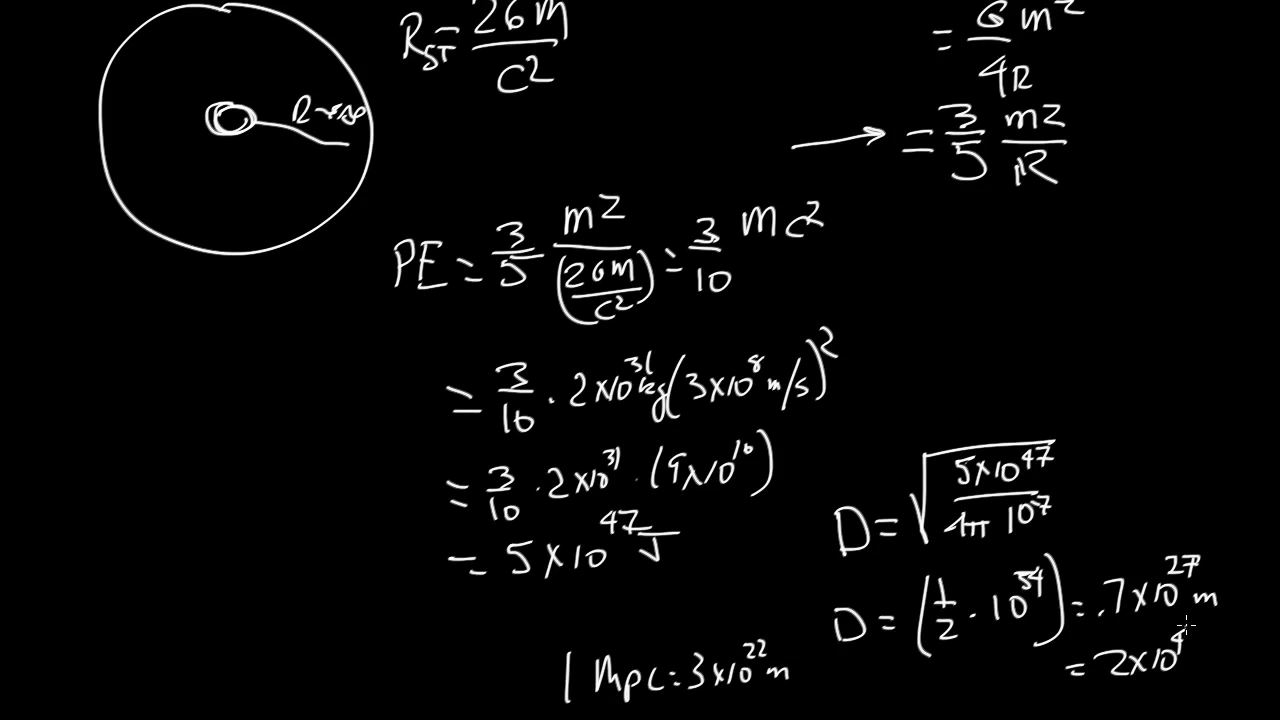 R_ST = 2Gm / c²
= G m² / 4R
R
→ = 3/5 m2/R
PE = 3/5 m2 / (2Gm/c²) = 3/10 mc²
= 3/10 · 2×10³¹ kg (3×10⁸ m/s)²
= 3/10 · 2×10³¹ · (9×10¹⁶)
= 5×10⁴⁷ J
D = √(5×10⁴⁷ / 4π 10⁻⁷)
D = (1/2 · 10⁵⁴) = .7×10²⁷ m
= 2×10⁴
1 Mpc = 3×10²² m